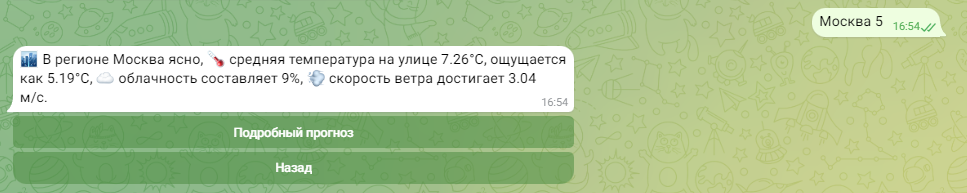 Москва 5 16:54
🏙 В регионе Москва ясно, 🌡 средняя температура на улице 7.26°C, ощущается
как 5.19°C, ☁️ облачность составляет 9%, 💨 скорость ветра достигает 3.04
м/с. 16:54
Подробный прогноз
Назад